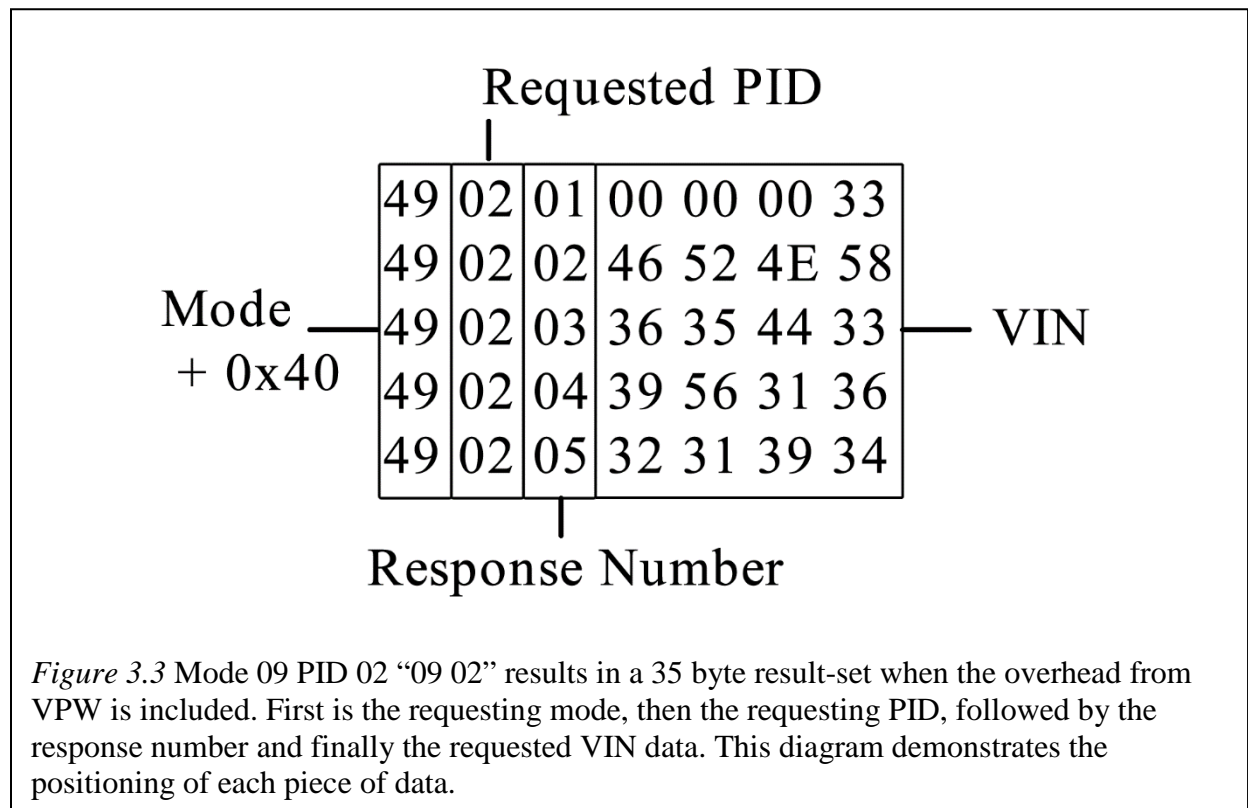 Requested PID
49 02 01 00 00 00 33
49 02 02 46 52 4E 58
Mode
+ 0x40
49 02 03 36 35 44 33
VIN
49 02 04 39 56 31 36
49 02 05 32 31 39 34
Response Number
Figure 3.3 Mode 09 PID 02 “09 02” results in a 35 byte result-set when the overhead from
VPW is included. First is the requesting mode, then the requesting PID, followed by the
response number and finally the requested VIN data. This diagram demonstrates the
positioning of each piece of data.